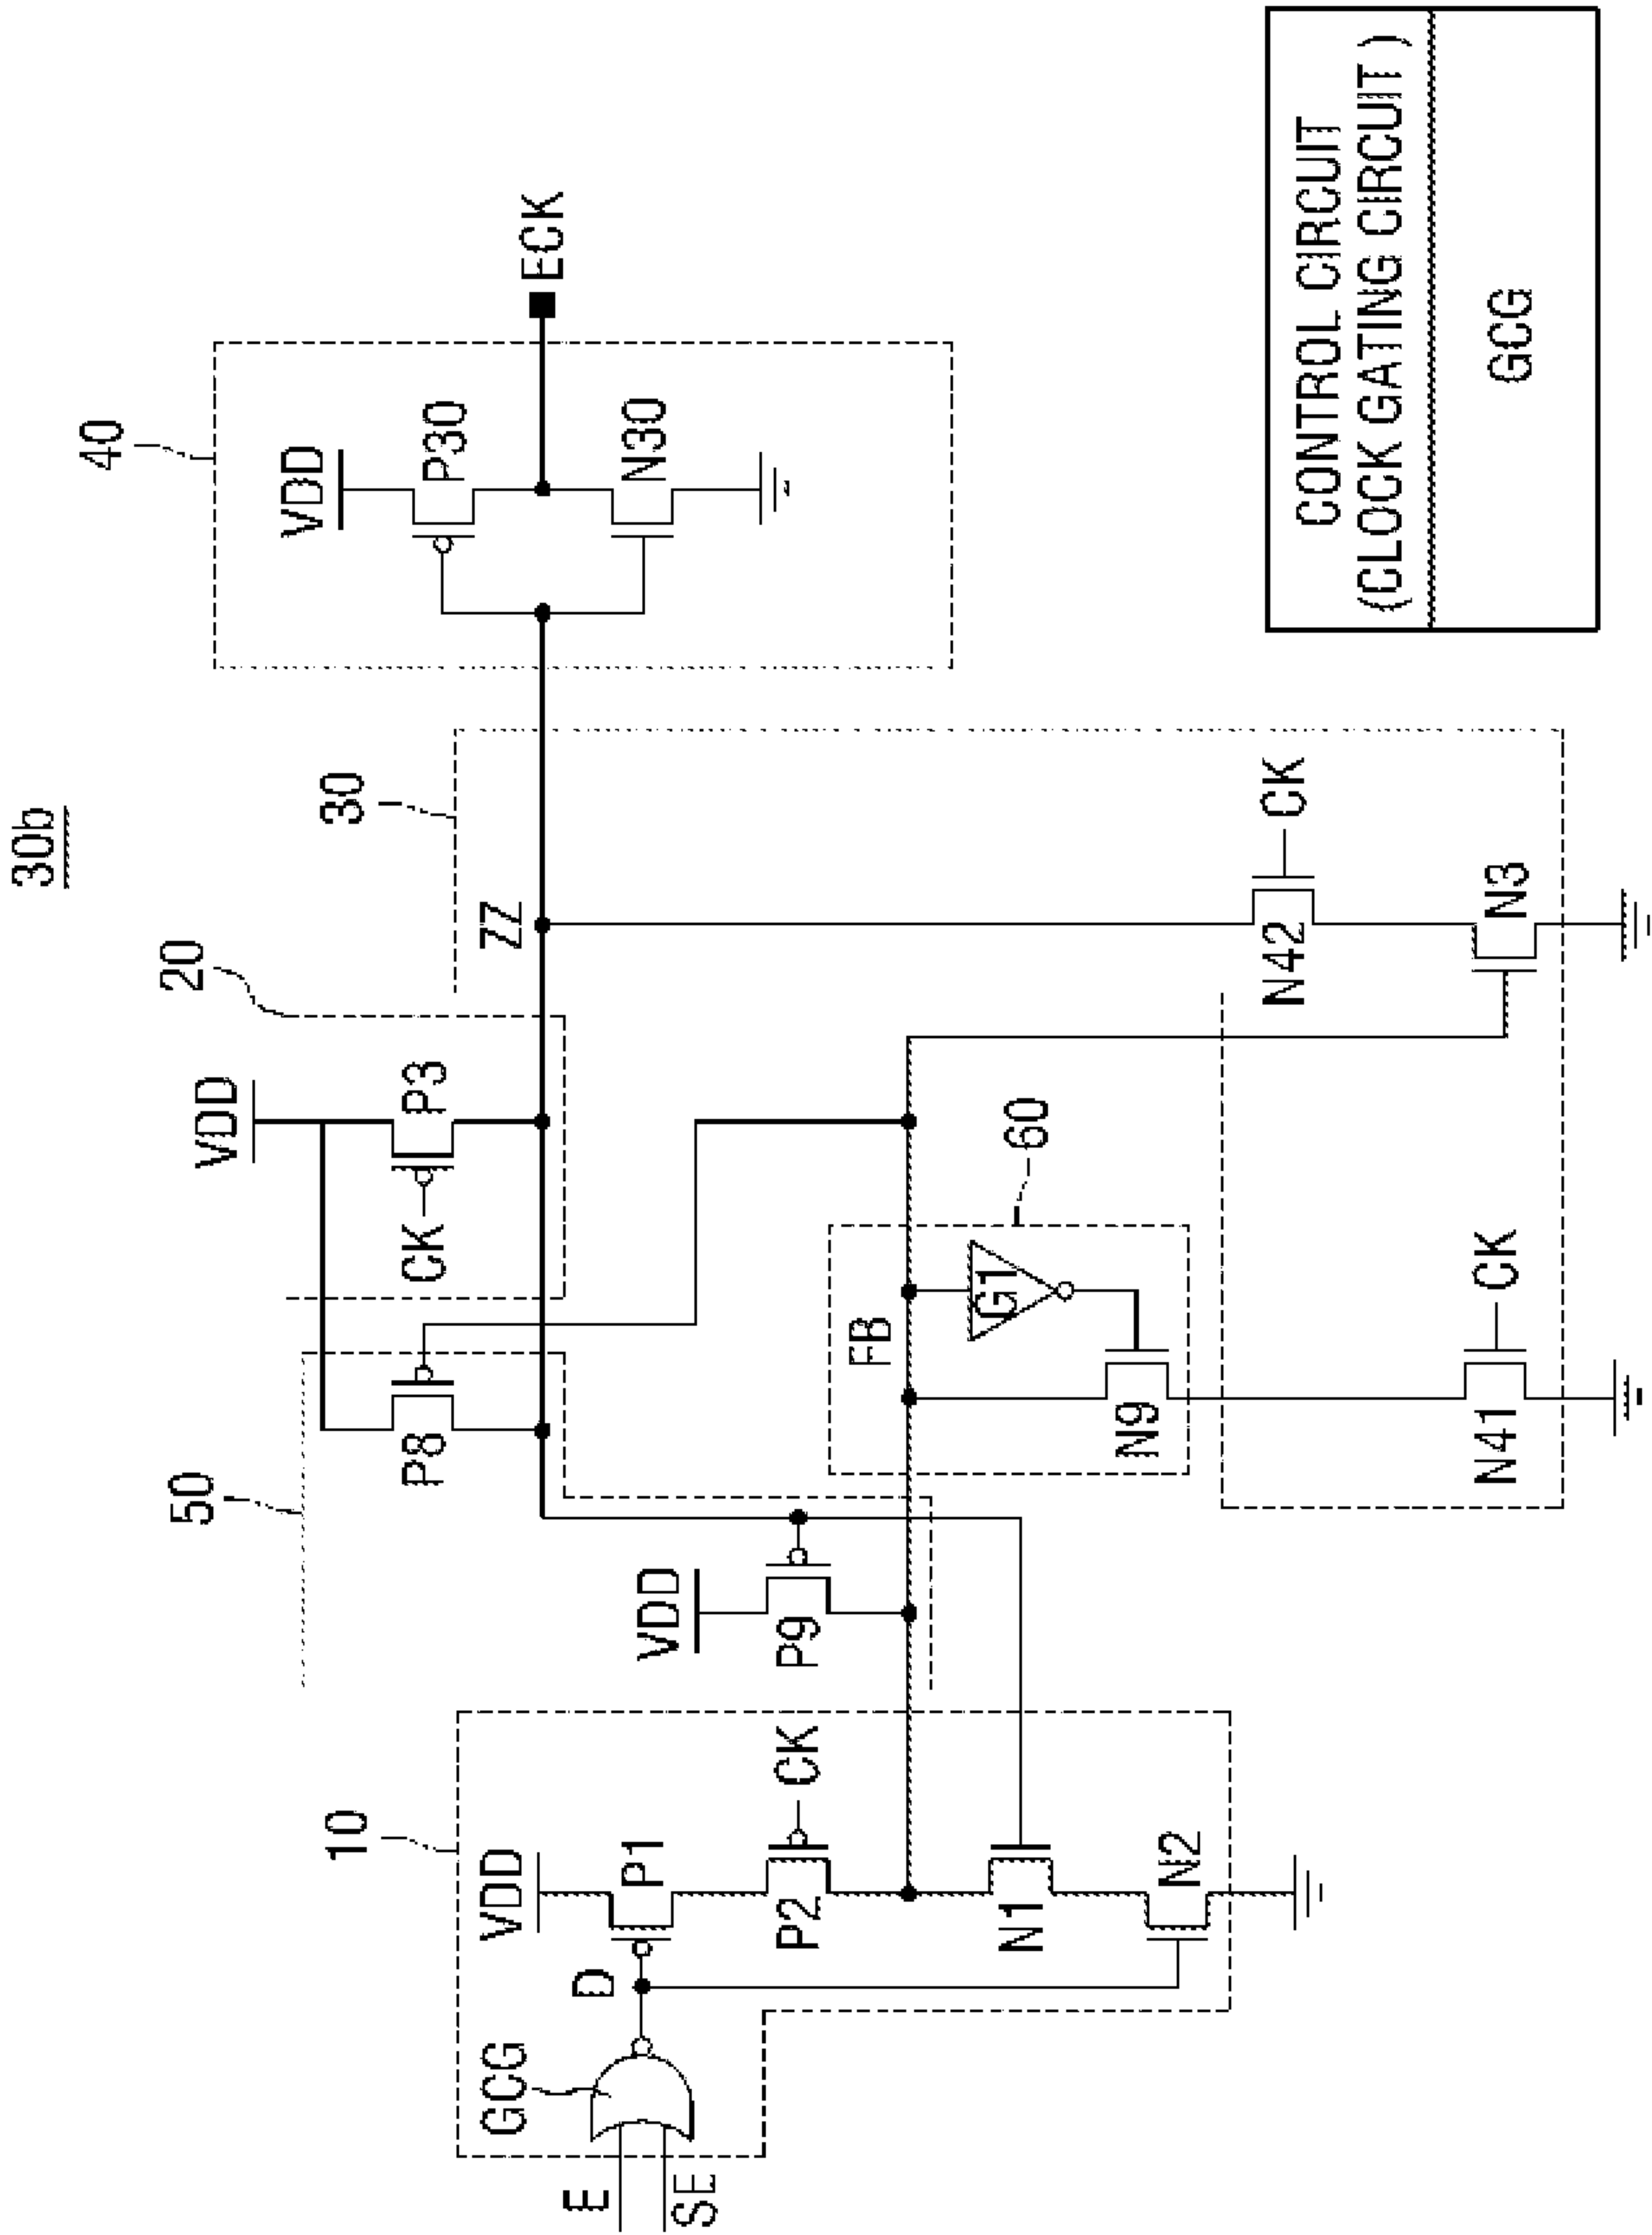 30b
10
50
20
30
40
60
E
SE
GCG
D
VDD
P1
P2
CK
N1
N2
VDD
P9
P8
VDD
P3
CK
FB
G1
N9
N41
CK
ZZ
N42
CK
N3
VDD
P30
N30
ECK
CONTROL CIRCUIT
(CLOCK GATING CIRCUIT)
GCG